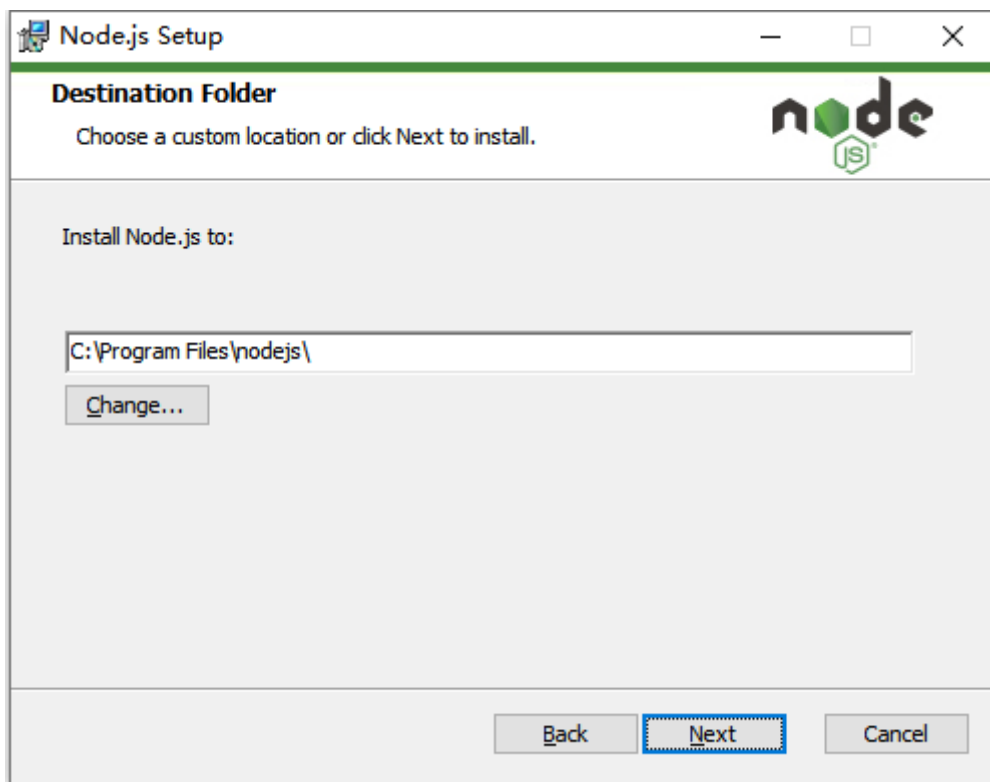 Node.js Setup
Destination Folder
Choose a custom location or click Next to install.
node
JS
Install Node.js to:
C:\Program Files\nodejs\
Change...
Back
Next
Cancel